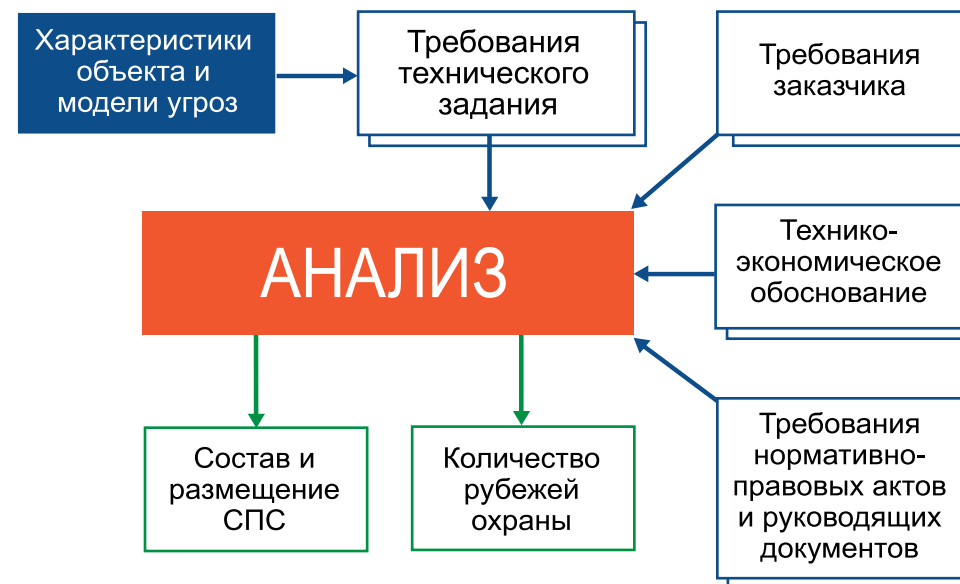 Характеристики
объекта и
модели угроз
Требования
технического
задания
Требования
заказчика
АНАЛИЗ
Технико-
экономическое
обоснование
Состав и
размещение
СПС
Количество
рубежей
охраны
Требования
нормативно-
правовых актов
и руководящих
документов